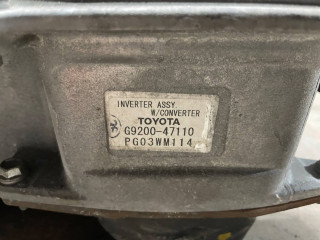 INVERTER ASSY
W/CONVERTER
TOYOTA
G9200-47110
PG03WM114